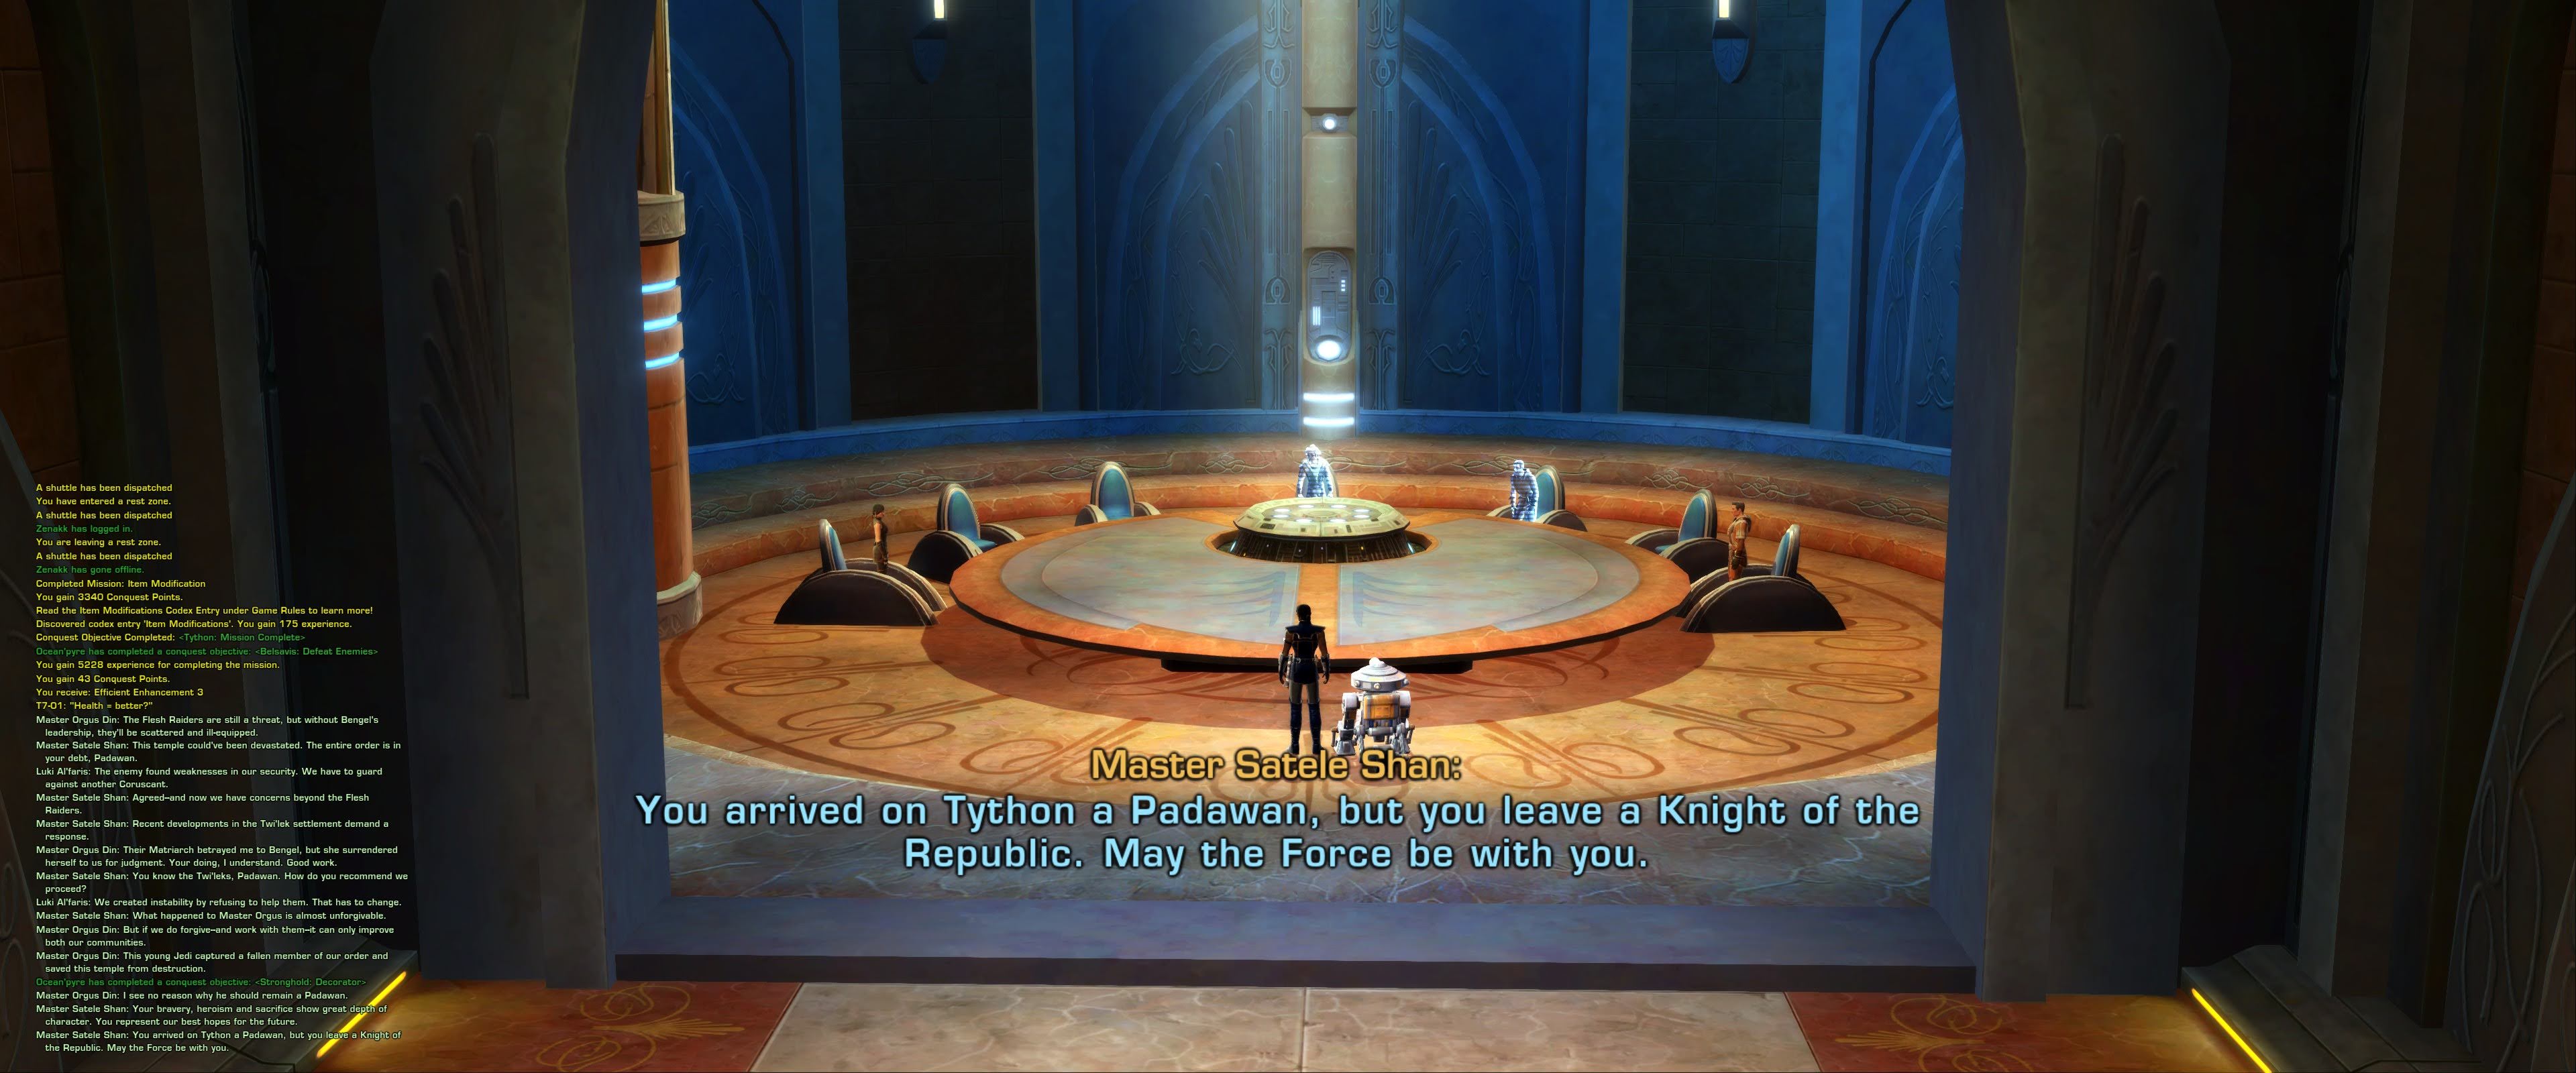 A shuttle has been dispatched
You have entered a rest zone.
A shuttle has been dispatched
Zenakk has logged in.
You are leaving a rest zone.
A shuttle has been dispatched
Zenakk has gone offline.
Completed Mission: Item Modification
You gain 3340 Conquest Points.
Read the Item Modifications Codex Entry under Game Rules to learn more!
Discovered codex entry 'Item Modifications'. You gain 175 experience.
Conquest Objective Completed: <Tython: Mission Complete>
Ocean'pyre has completed a conquest objective: <Belsavis: Defeat Enemies>
You gain 5228 experience for completing the mission.
You gain 43 Conquest Points.
You receive: Efficient Enhancement 3
T7-01: "Health = better?"
Master Orgus Din: The Flesh Raiders are still a threat, but without Bengel's
leadership, they'll be scattered and ill-equipped.
Master Satele Shan: This temple could've been devastated. The entire order is in
your debt, Padawan.
Luki Al'faris: The enemy found weaknesses in our security. We have to guard
against another Coruscant.
Master Satele Shan: Agreed—and now we have concerns beyond the Flesh
Raiders.
Master Satele Shan: Recent developments in the Twi'lek settlement demand a
response.
Master Orgus Din: Their Matriarch betrayed me to Bengel, but she surrendered
herself to us for judgment. Your doing, I understand. Good work.
Master Satele Shan: You know the Twi'leks, Padawan. How do you recommend we
proceed?
Luki Al'faris: We created instability by refusing to help them. That has to change.
Master Satele Shan: What happened to Master Orgus is almost unforgivable.
Master Orgus Din: But if we do forgive—and work with them—it can only improve
both our communities.
Master Orgus Din: This young Jedi captured a fallen member of our order and
saved this temple from destruction.
Ocean'pyre has completed a conquest objective: <Stronghold: Decorator>
Master Orgus Din: I see no reason why he should remain a Padawan.
Master Satele Shan: Your bravery, heroism and sacrifice show great depth of
character. You represent our best hopes for the future.
Master Satele Shan: You arrived on Tython a Padawan, but you leave a Knight of
the Republic. May the Force be with you.
Master Satele Shan:
You arrived on Tython a Padawan, but you leave a Knight of the
Republic. May the Force be with you.